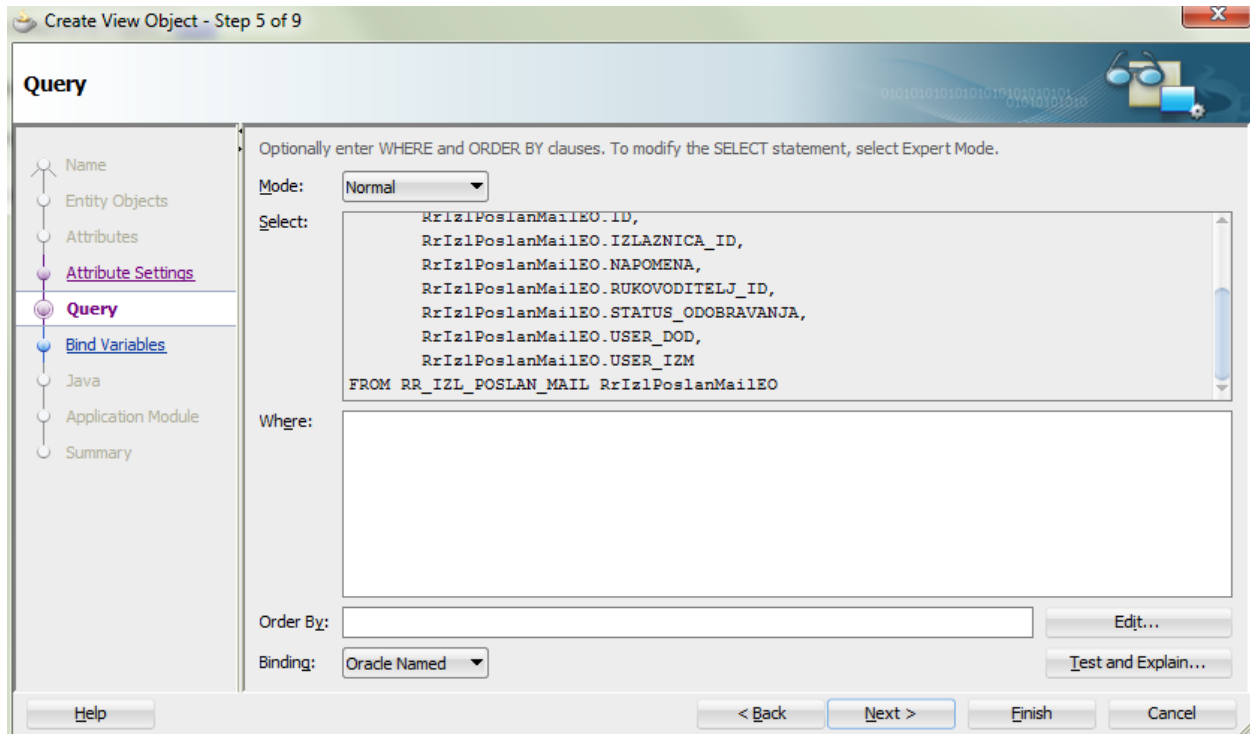 Create View Object - Step 5 of 9
Query
Name
Entity Objects
Attributes
Attribute Settings
Query
Bind Variables
Java
Application Module
Summary
Optionally enter WHERE and ORDER BY clauses. To modify the SELECT statement, select Expert Mode.
Mode: Normal
Select:
RrIzlPoslanMailEO.ID,
RrIzlPoslanMailEO.IZLAZNICA_ID,
RrIzlPoslanMailEO.NAPOMENA,
RrIzlPoslanMailEO.RUKOVODITELJ_ID,
RrIzlPoslanMailEO.STATUS_ODOBRAVANJA,
RrIzlPoslanMailEO.USER_DOD,
RrIzlPoslanMailEO.USER_IZM
FROM RR_IZL_POSLAN_MAIL RrIzlPoslanMailEO
Where:
Order By: Edit...
Binding: Oracle Named Test and Explain...
Help < Back Next > Finish Cancel